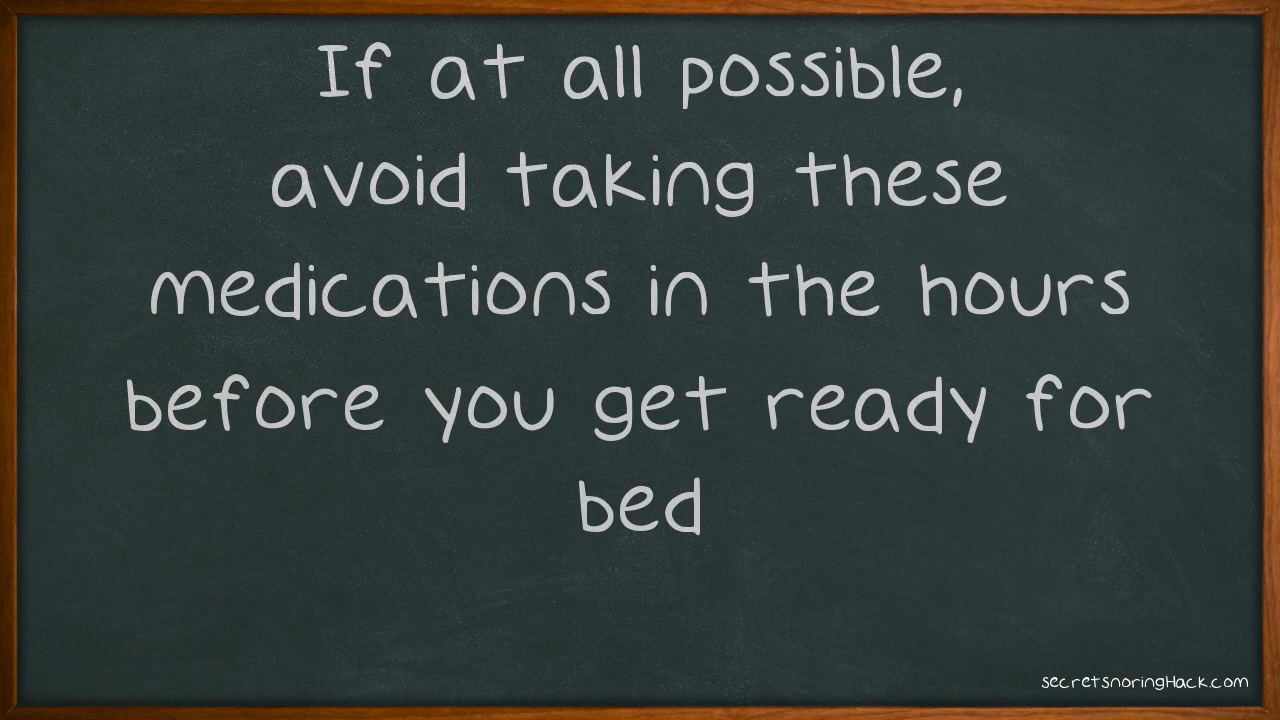 If at all possible,
avoid taking these
medications in the hours
before you get ready for
bed
secretsnoringHack.com